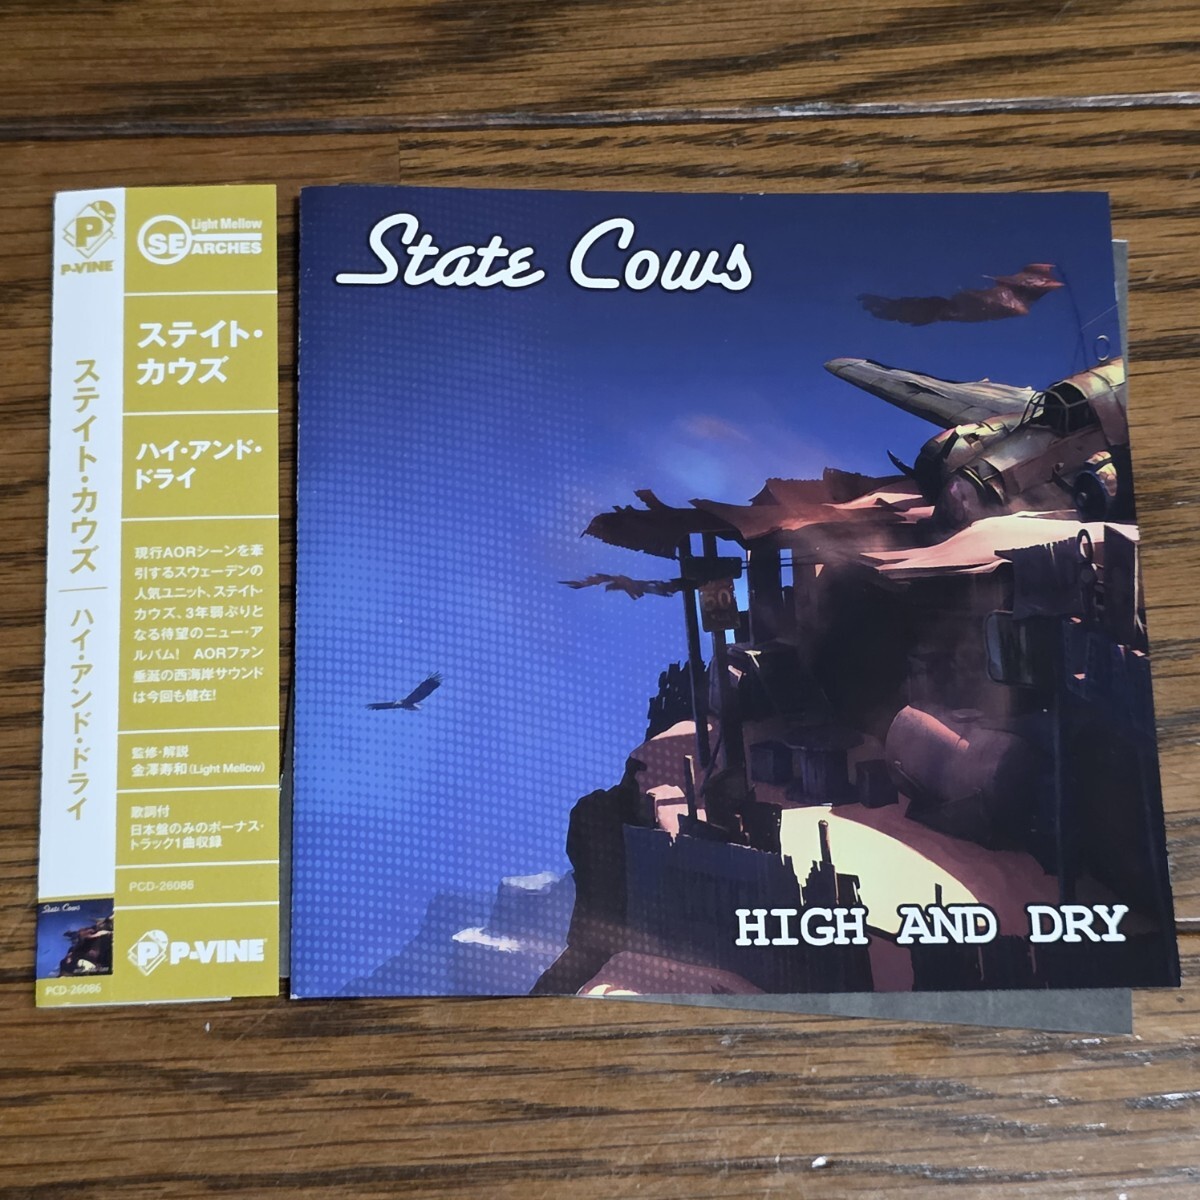 P
P-VINE
ステイト・カウズ
ハイ・アンド・ドライ
State Cows
PCD-26086
Light Mellow
SEARCHES
ステイト・
カウズ
ハイ・アンド・
ドライ
現行AORシーンを牽
引するスウェーデンの
人気ユニット、ステイト・
カウズ、3年弱ぶりと
なる待望のニュー・ア
ルバム! AORファン
垂涎の西海岸サウンド
は今回も健在!
監修・解説
金澤寿和(Light Mellow)
歌詞付
日本盤のみのボーナス・
トラック1曲収録
PCD-26086
P P-VINE
State Cows
60
HIGH AND DRY